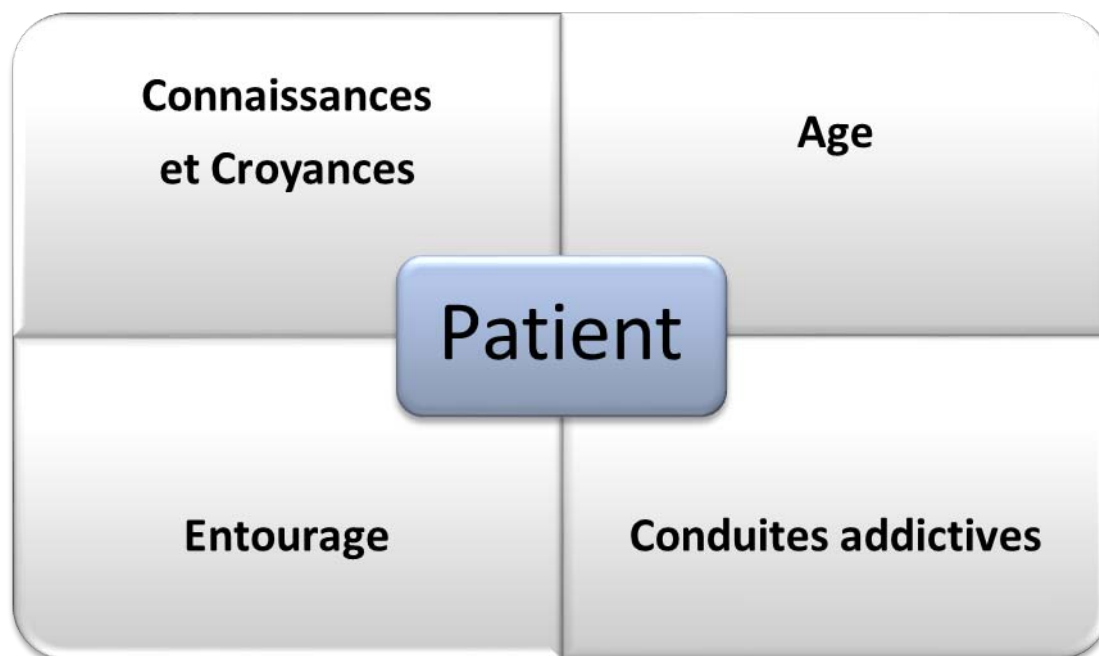 Connaissances
et Croyances
Age
Patient
Entourage
Conduites addictives